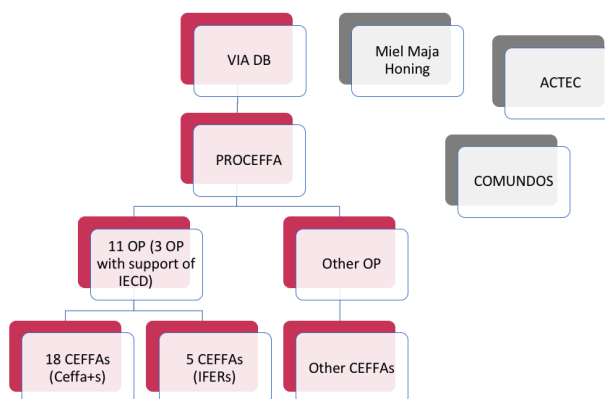 VIA DB
Miel Maja
Honing
ACTEC
PROCEFFA
COMUNDOS
11 OP (3 OP
with support of
IECD)
Other OP
18 CEFFAs
(Ceffa+s)
5 CEFFAs
(IFERs)
Other CEFFAs